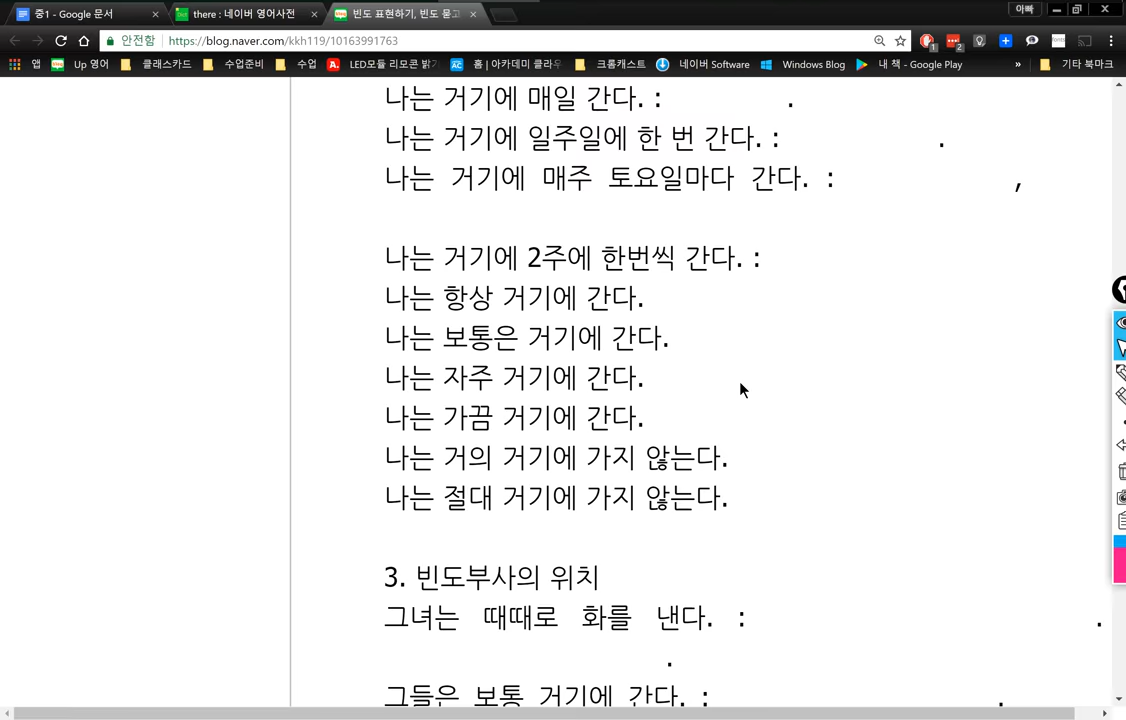 중1 - Google 문서
there : 네이버 영어사전
빈도 표현하기, 빈도 묻고
아빠
안전함
https://blog.naver.com/kkh119/10163991763
앱
Up 영어
클래스카드
수업준비
수업
LED모듈 리모콘 밝기
홈 | 아카데미 클라우
크롬캐스트
네이버 Software
Windows Blog
내 책 - Google Play
»
기타 북마크
나는 거기에 매일 간다. : .
나는 거기에 일주일에 한 번 간다. : .
나는 거기에 매주 토요일마다 간다. : ,
나는 거기에 2주에 한번씩 간다. :
나는 항상 거기에 간다.
나는 보통은 거기에 간다.
나는 자주 거기에 간다.
나는 가끔 거기에 간다.
나는 거의 거기에 가지 않는다.
나는 절대 거기에 가지 않는다.
3. 빈도부사의 위치
그녀는 때때로 화를 낸다. : .
.
그들은 보통 거기에 간다. : .